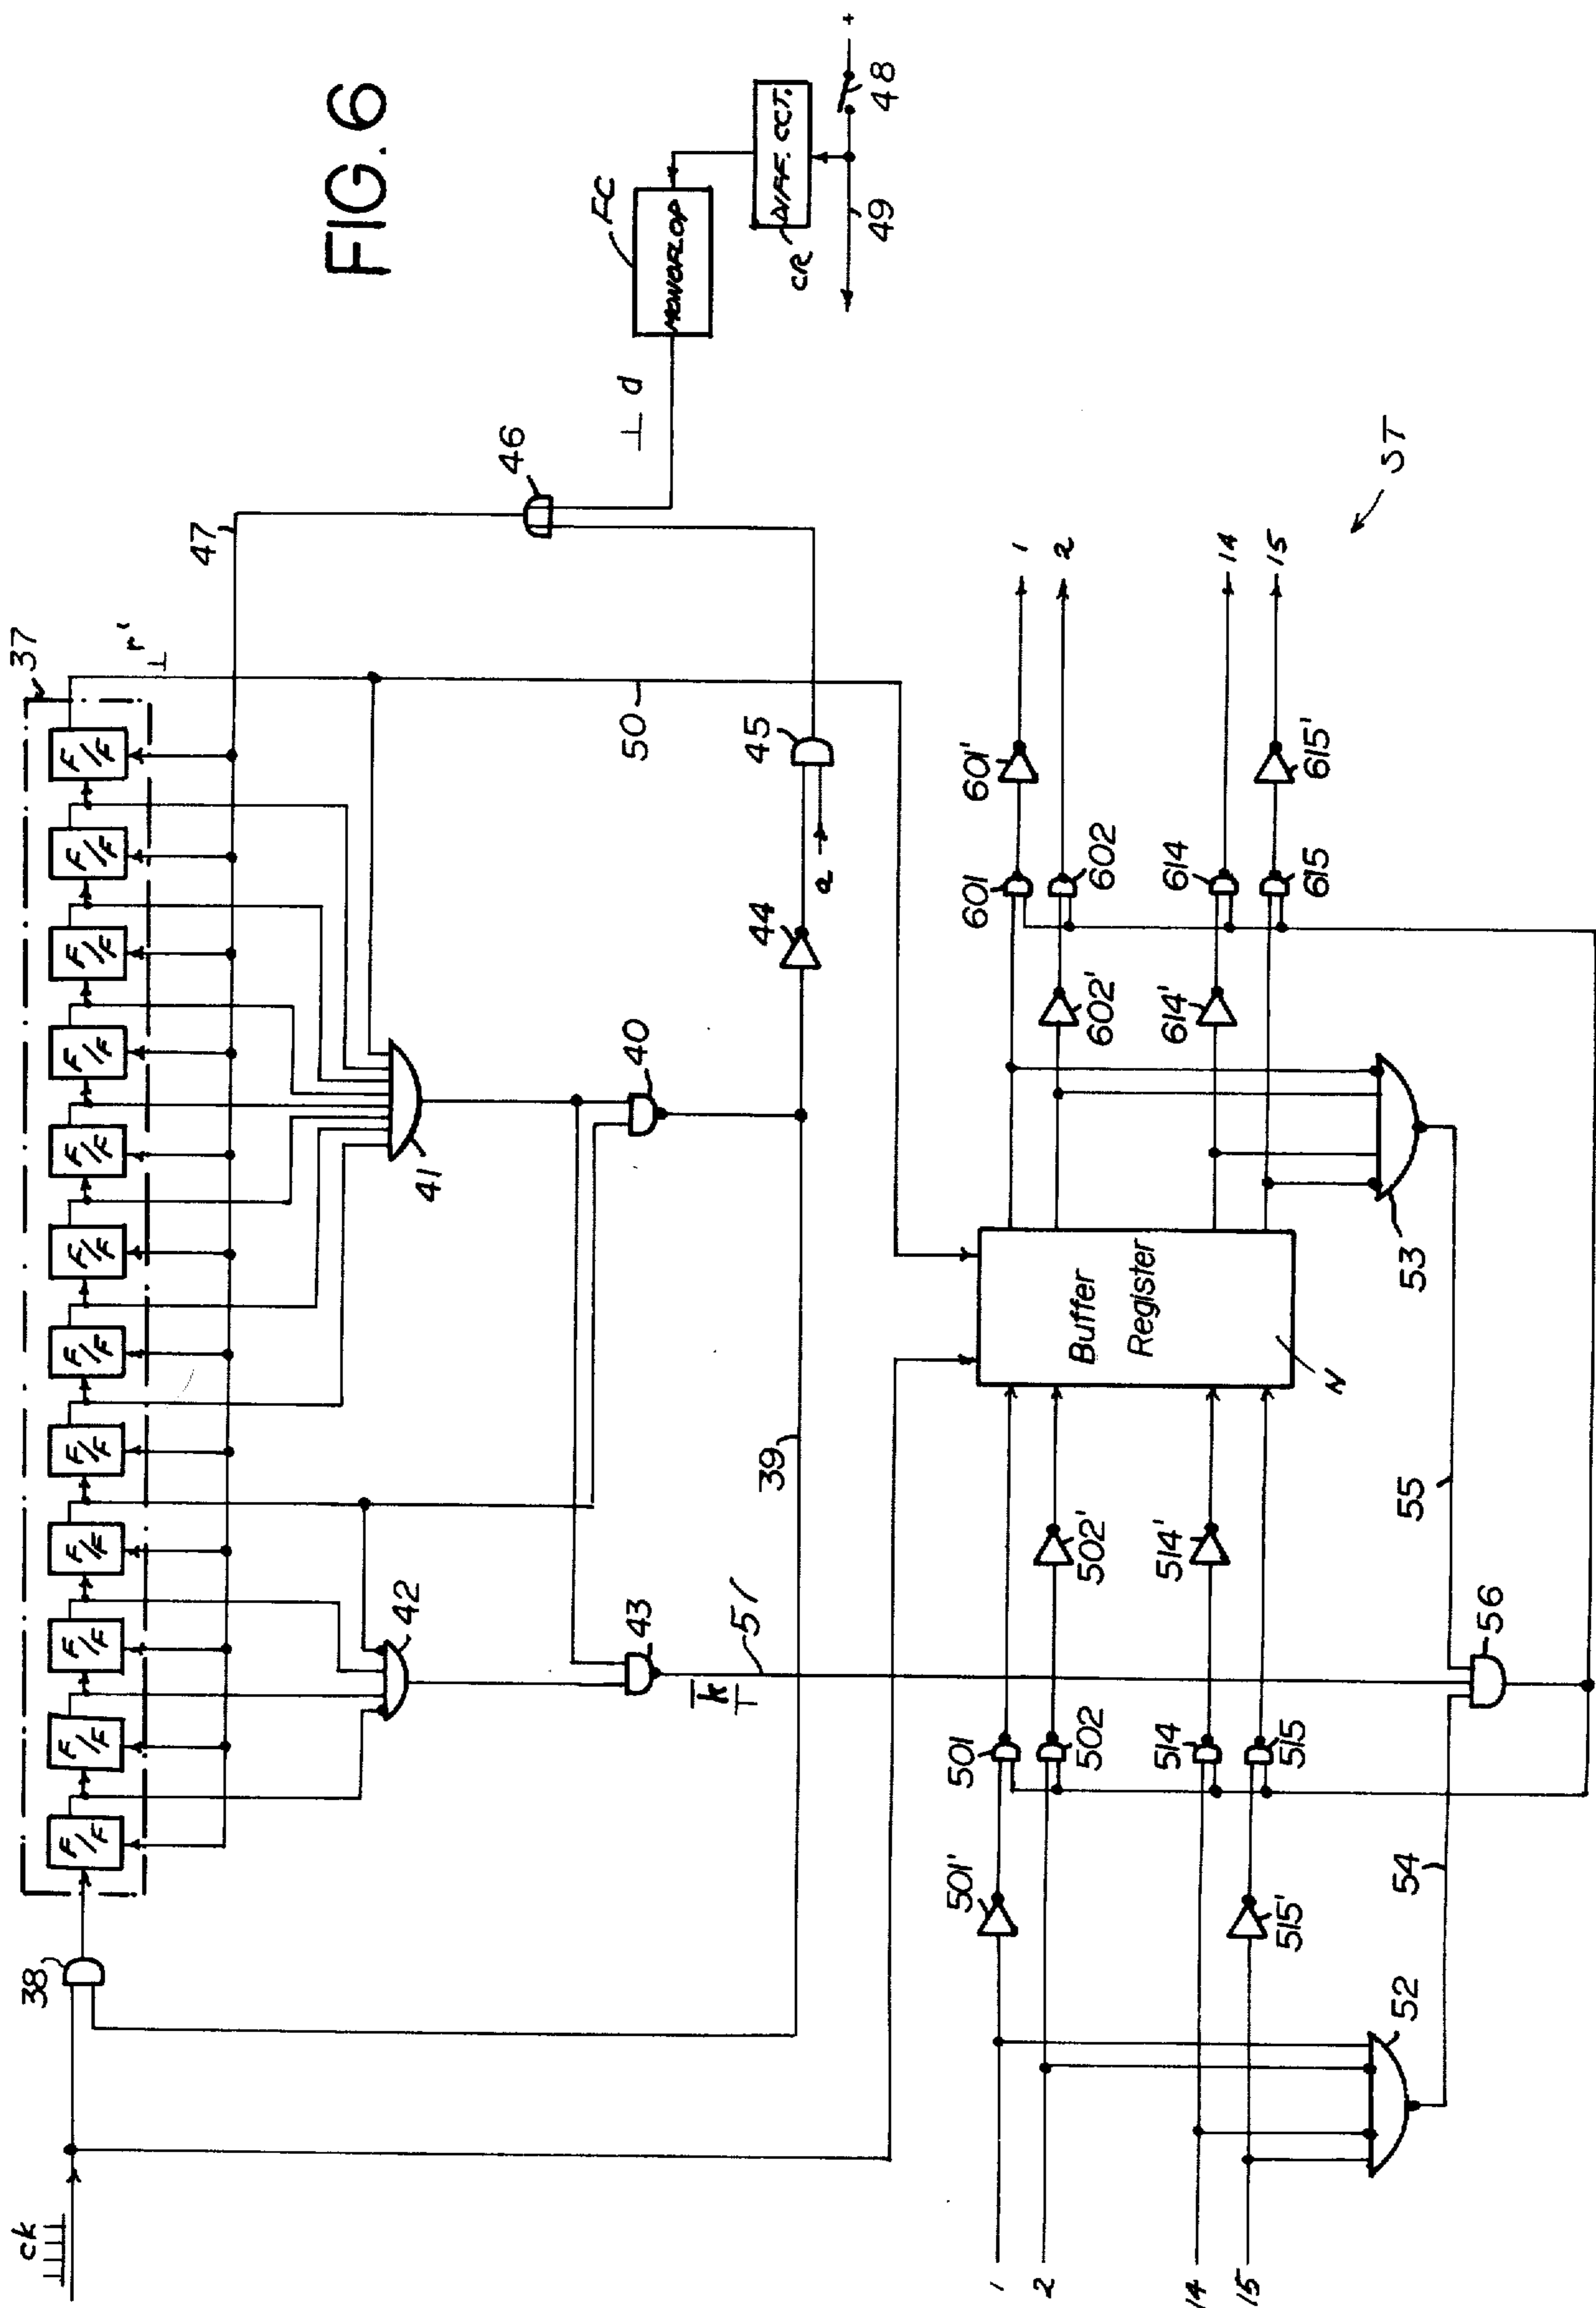 FIG. 6
ck
38
37
F/F
F/F
F/F
F/F
F/F
F/F
F/F
F/F
F/F
F/F
F/F
F/F
r'
47
46
d
FC
MONOFLOP
CR
DIFF. CCT.
+
48
49
42
41
43
40
50
k
51
39
44
a
45
1
2
14
15
501'
501
502
502'
514
514'
515'
515
Buffer
Register
N
601
601'
602'
602
614'
614
615
615'
1
2
14
15
52
53
54
55
56
ST